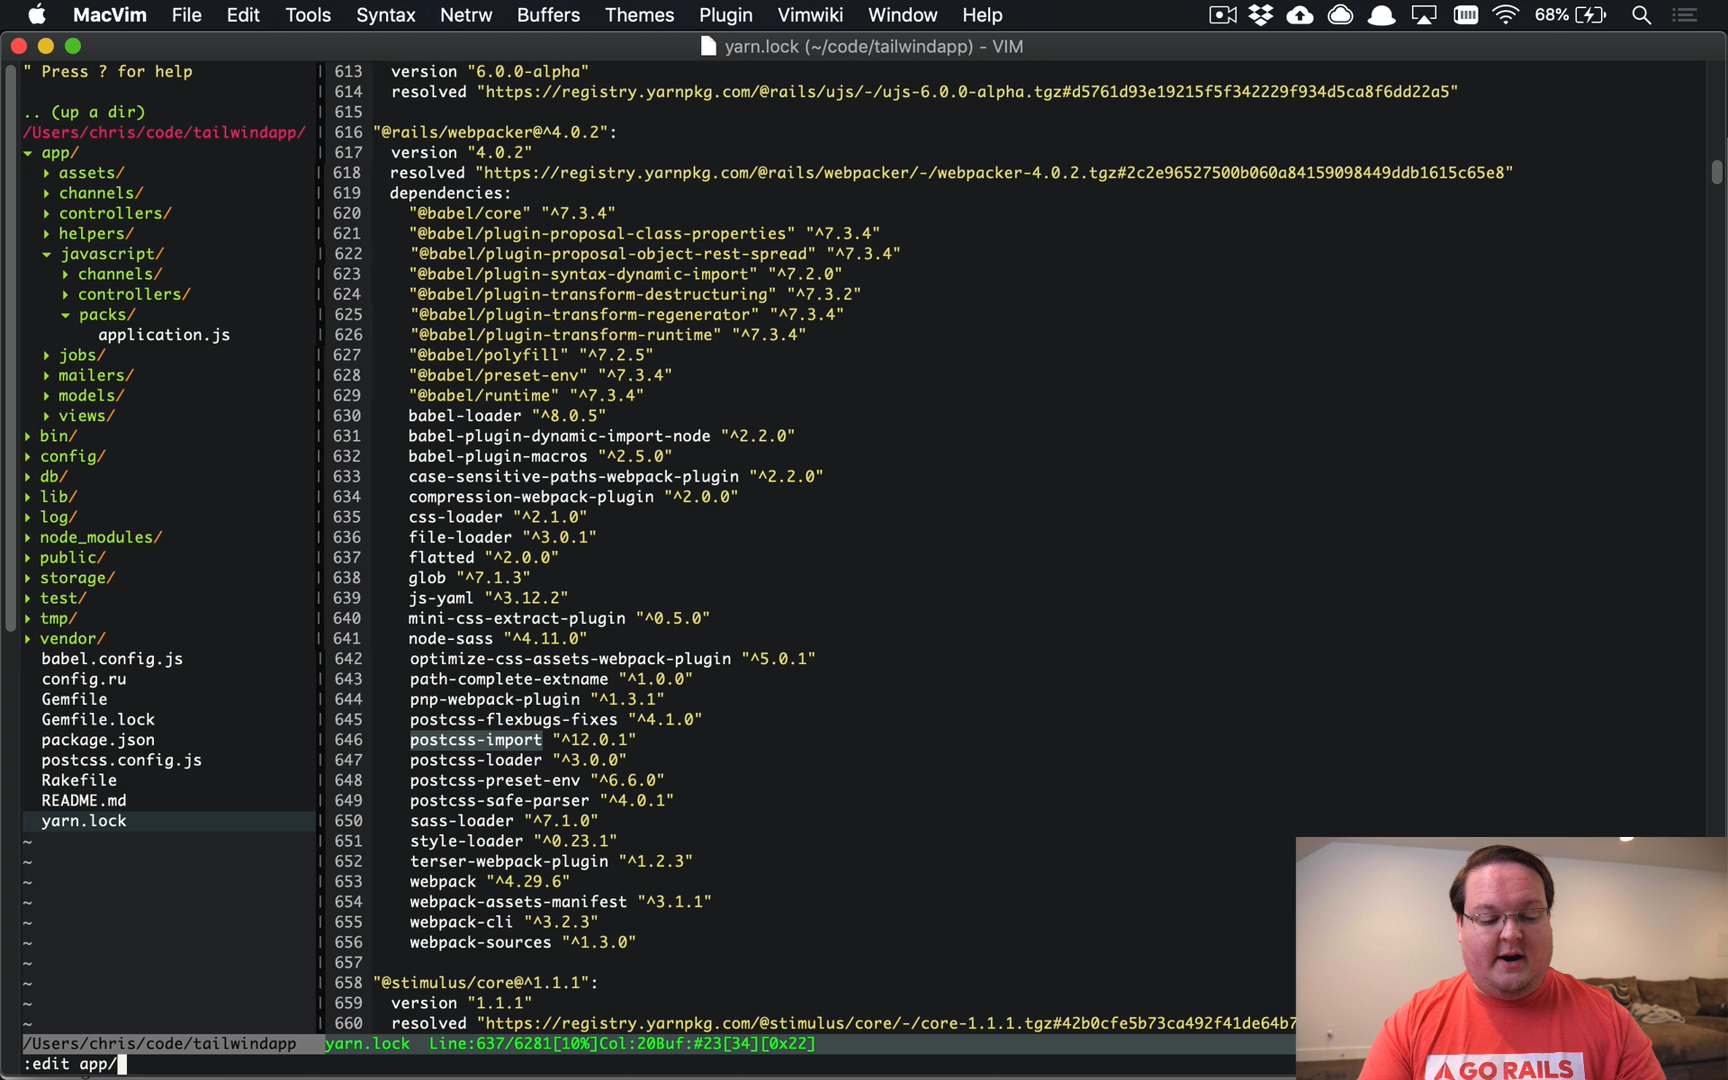 MacVim File Edit Tools Syntax Netrw Buffers Themes Plugin Vimwiki Window Help 68%
yarn.lock (~/code/tailwindapp) - VIM
" Press ? for help
.. (up a dir)
/Users/chris/code/tailwindapp/
app/
assets/
channels/
controllers/
helpers/
javascript/
channels/
controllers/
packs/
application.js
jobs/
mailers/
models/
views/
bin/
config/
db/
lib/
log/
node_modules/
public/
storage/
test/
tmp/
vendor/
babel.config.js
config.ru
Gemfile
Gemfile.lock
package.json
postcss.config.js
Rakefile
README.md
yarn.lock
~
~
~
~
~
~
~
~
~
~
613 version "6.0.0-alpha"
614 resolved "https://registry.yarnpkg.com/@rails/ujs/-/ujs-6.0.0-alpha.tgz#d5761d93e19215f5f342229f934d5ca8f6dd22a5"
615
616 "@rails/webpacker@^4.0.2":
617 version "4.0.2"
618 resolved "https://registry.yarnpkg.com/@rails/webpacker/-/webpacker-4.0.2.tgz#2c2e96527500b060a84159098449ddb1615c65e8"
619 dependencies:
620 "@babel/core" "^7.3.4"
621 "@babel/plugin-proposal-class-properties" "^7.3.4"
622 "@babel/plugin-proposal-object-rest-spread" "^7.3.4"
623 "@babel/plugin-syntax-dynamic-import" "^7.2.0"
624 "@babel/plugin-transform-destructuring" "^7.3.2"
625 "@babel/plugin-transform-regenerator" "^7.3.4"
626 "@babel/plugin-transform-runtime" "^7.3.4"
627 "@babel/polyfill" "^7.2.5"
628 "@babel/preset-env" "^7.3.4"
629 "@babel/runtime" "^7.3.4"
630 babel-loader "^8.0.5"
631 babel-plugin-dynamic-import-node "^2.2.0"
632 babel-plugin-macros "^2.5.0"
633 case-sensitive-paths-webpack-plugin "^2.2.0"
634 compression-webpack-plugin "^2.0.0"
635 css-loader "^2.1.0"
636 file-loader "^3.0.1"
637 flatted "^2.0.0"
638 glob "^7.1.3"
639 js-yaml "^3.12.2"
640 mini-css-extract-plugin "^0.5.0"
641 node-sass "^4.11.0"
642 optimize-css-assets-webpack-plugin "^5.0.1"
643 path-complete-extname "^1.0.0"
644 pnp-webpack-plugin "^1.3.1"
645 postcss-flexbugs-fixes "^4.1.0"
646 postcss-import "^12.0.1"
647 postcss-loader "^3.0.0"
648 postcss-preset-env "^6.6.0"
649 postcss-safe-parser "^4.0.1"
650 sass-loader "^7.1.0"
651 style-loader "^0.23.1"
652 terser-webpack-plugin "^1.2.3"
653 webpack "^4.29.6"
654 webpack-assets-manifest "^3.1.1"
655 webpack-cli "^3.2.3"
656 webpack-sources "^1.3.0"
657
658 "@stimulus/core@^1.1.1":
659 version "1.1.1"
660 resolved "https://registry.yarnpkg.com/@stimulus/core/-/core-1.1.1.tgz#42b0cfe5b73ca492f41de64b7
/Users/chris/code/tailwindapp yarn.lock Line:637/6281[10%]Col:20Buf:#23[34][0x22]
:edit app/
GO RAILS